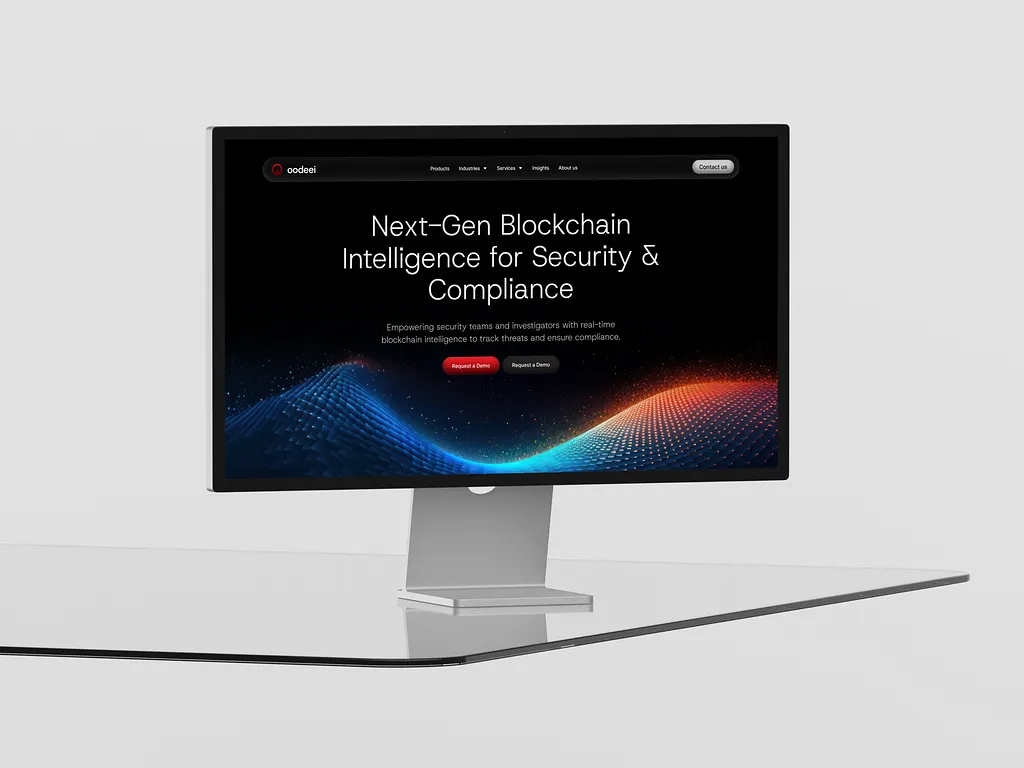 oodeei
Products Industries Services Insights About us
Contact us
Next-Gen Blockchain
Intelligence for Security &
Compliance
Empowering security teams and investigators with real-time
blockchain intelligence to track threats and ensure compliance.
Request a Demo Request a Demo